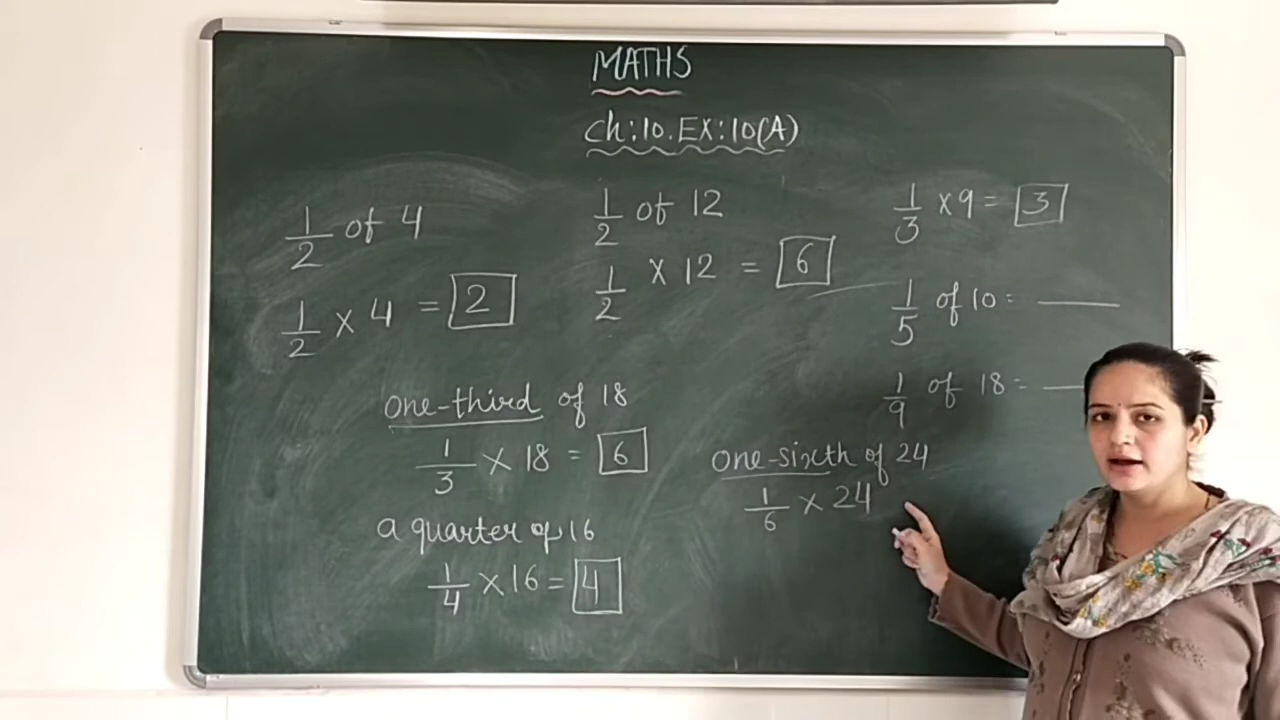 MATHS
Ch:10. EX:10(A)
1/2 of 4
1/2 × 4 = 2
1/2 of 12
1/2 × 12 = 6
1/3 ×9 = 3
1/5 of 10 = ____
1/9 of 18 = ____
one-third of 18
1/3 × 18 = 6
a quarter of 16
1/4 × 16 = 4
one-sixth of 24
1/6 × 24